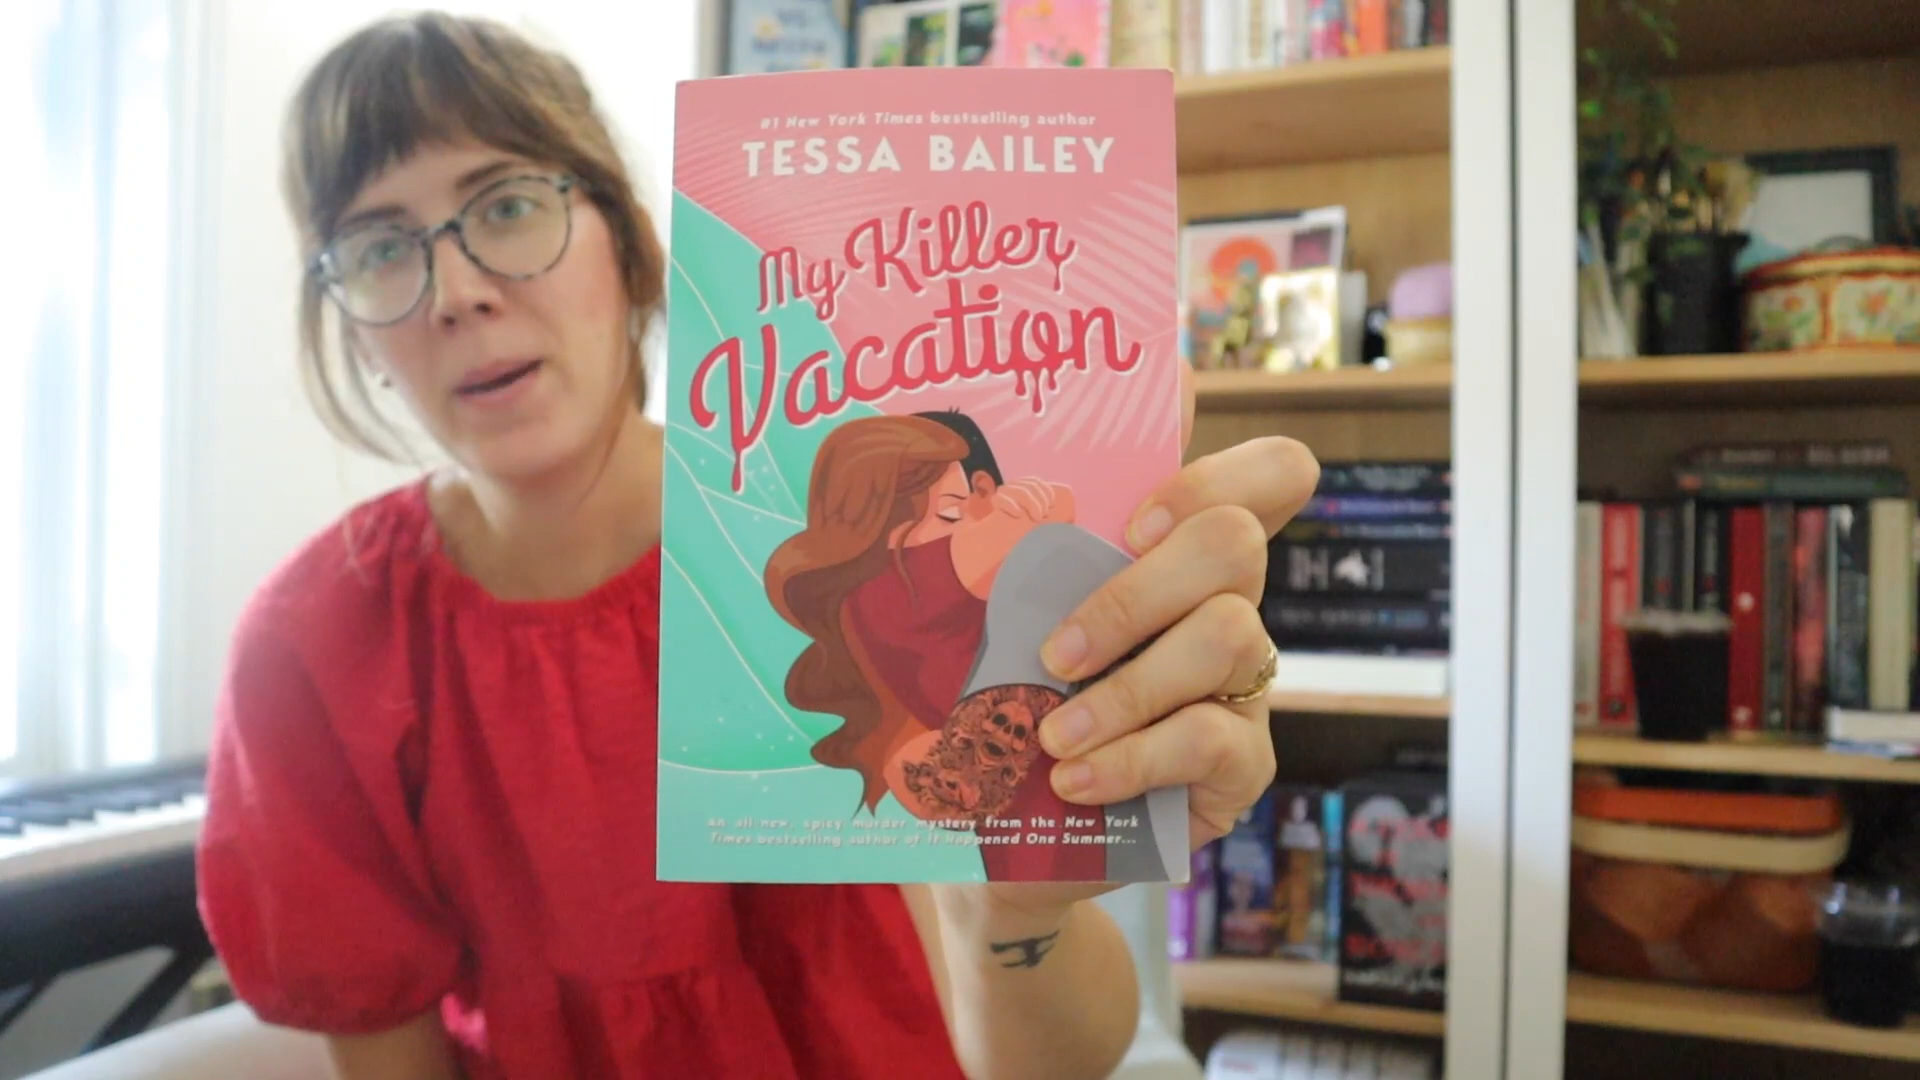 #1 New York Times bestselling author
TESSA BAILEY
My Killer
Vacation
An all-new, spicy murder mystery from the New York
Times bestselling author of It Happened One Summer...